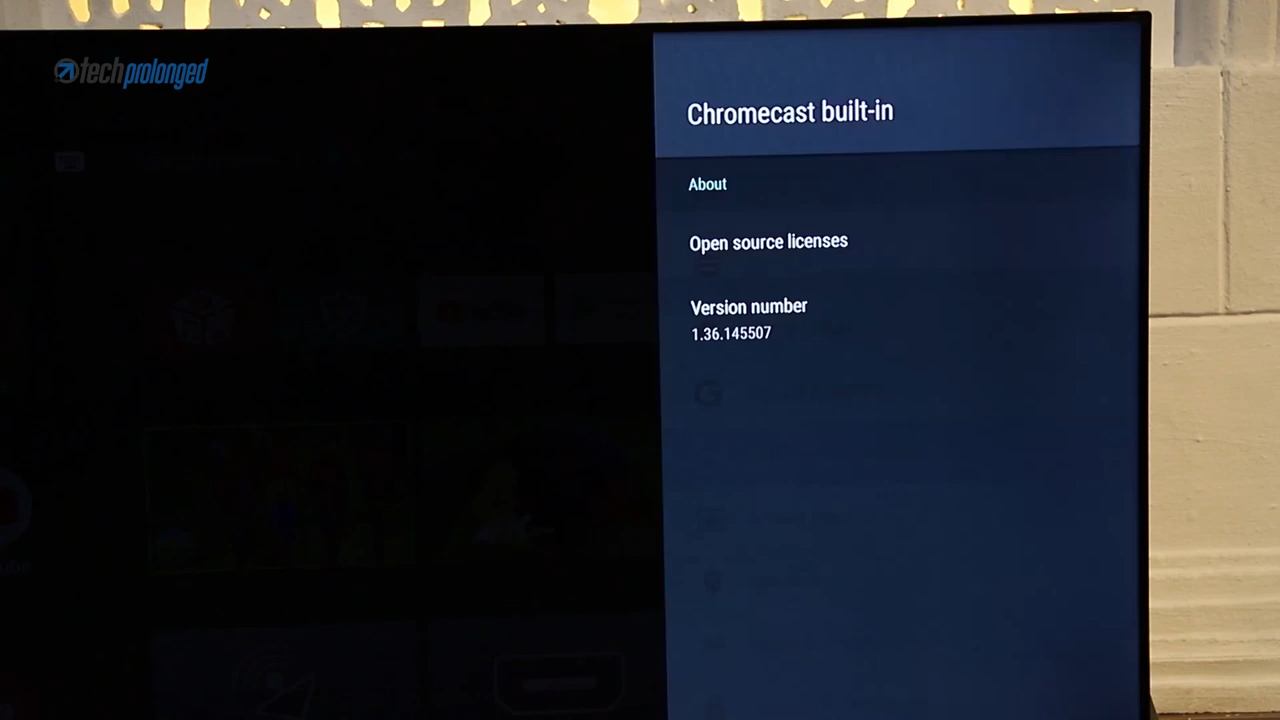 techprolonged
Chromecast built-in
About
Open source licenses
Version number
1.36.145507